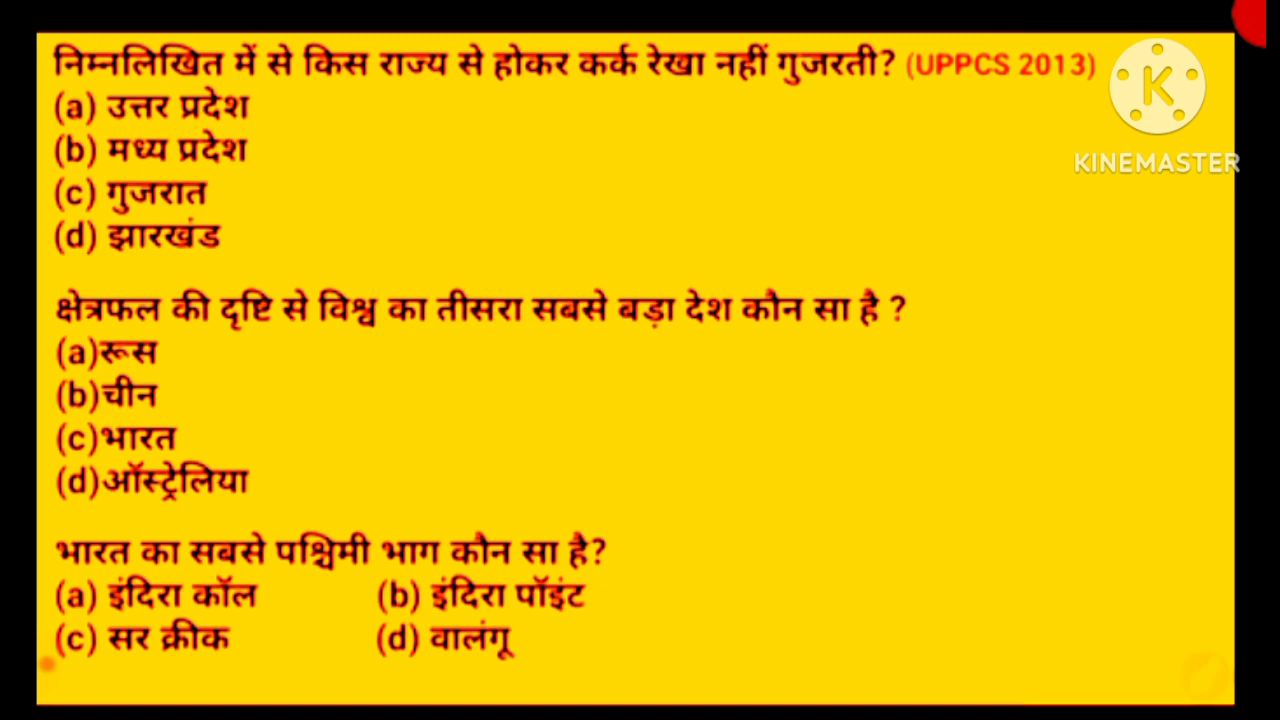 निम्नलिखित में से किस राज्य से होकर कर्क रेखा नहीं गुजरती? (UPPCS 2013)
(a) उत्तर प्रदेश
(b) मध्य प्रदेश
(c) गुजरात
(d) झारखंड
K
KINEMASTER
क्षेत्रफल की दृष्टि से विश्व का तीसरा सबसे बड़ा देश कौन सा है ?
(a)रूस
(b)चीन
(c)भारत
(d)ऑस्ट्रेलिया
भारत का सबसे पश्चिमी भाग कौन सा है?
(a) इंदिरा कॉल (b) इंदिरा पॉइंट
(c) सर क्रीक (d) वालंगू